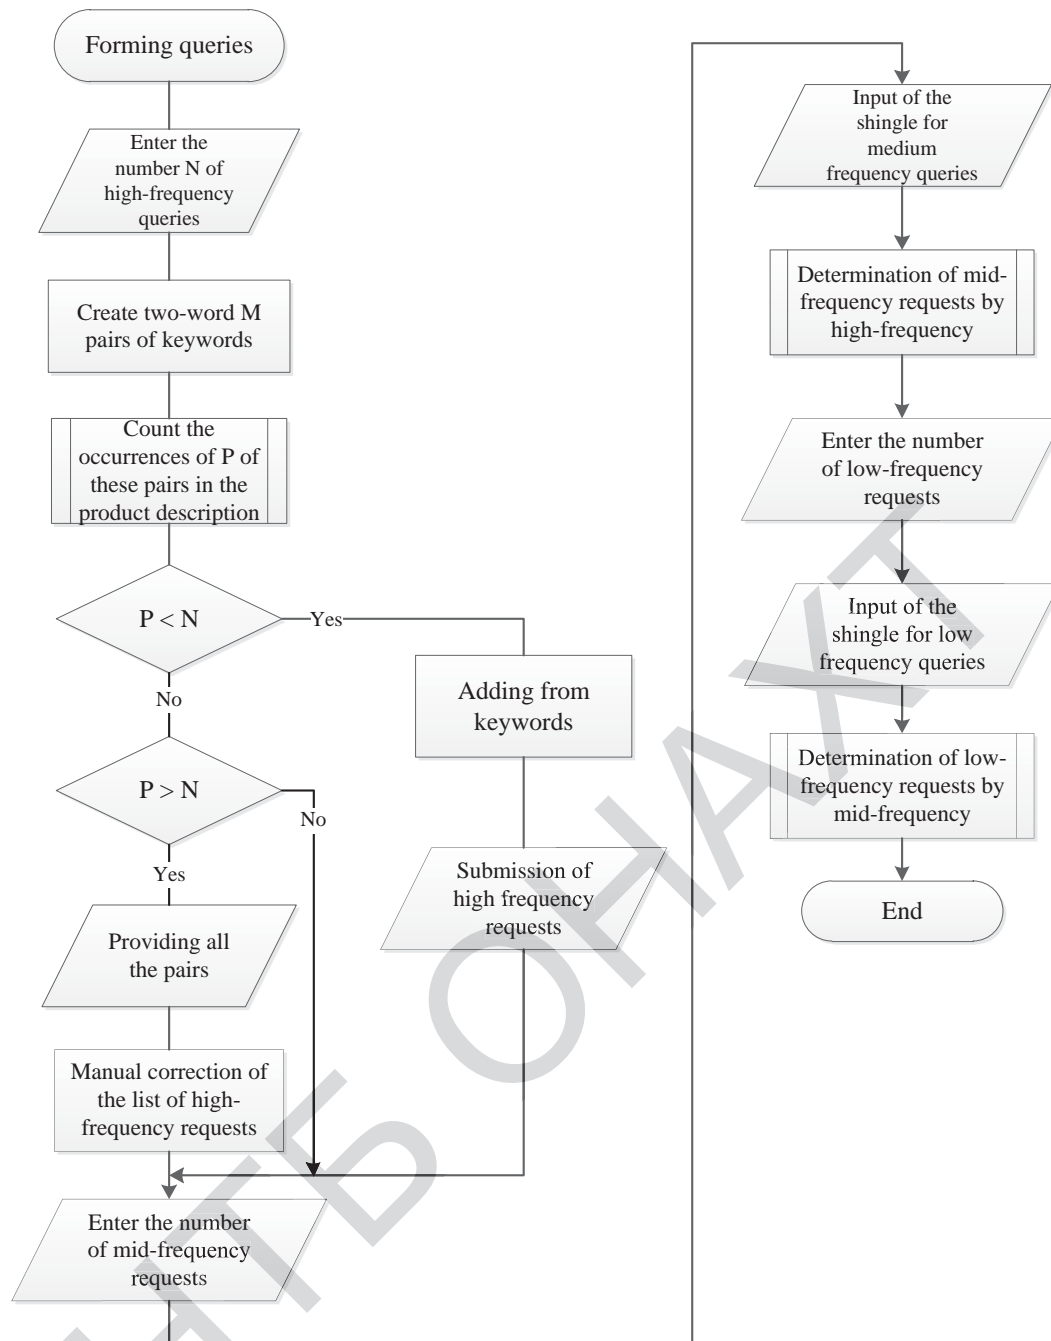 Forming queries
Enter the
number N of
high-frequency
queries
Create two-word M
pairs of keywords
Count the
occurrences of P of
these pairs in the
product description
P < N
Yes
No
Adding from
keywords
P > N
No
Yes
Submission of
high frequency
requests
Providing all
the pairs
Manual correction of
the list of high-
frequency requests
Enter the number
of mid-frequency
requests
Input of the
shingle for
medium
frequency queries
Determination of mid-
frequency requests by
high-frequency
Enter the number
of low-frequency
requests
Input of the
shingle for low
frequency queries
Determination of low-
frequency requests by
mid-frequency
End
НТБ ОНАХТ